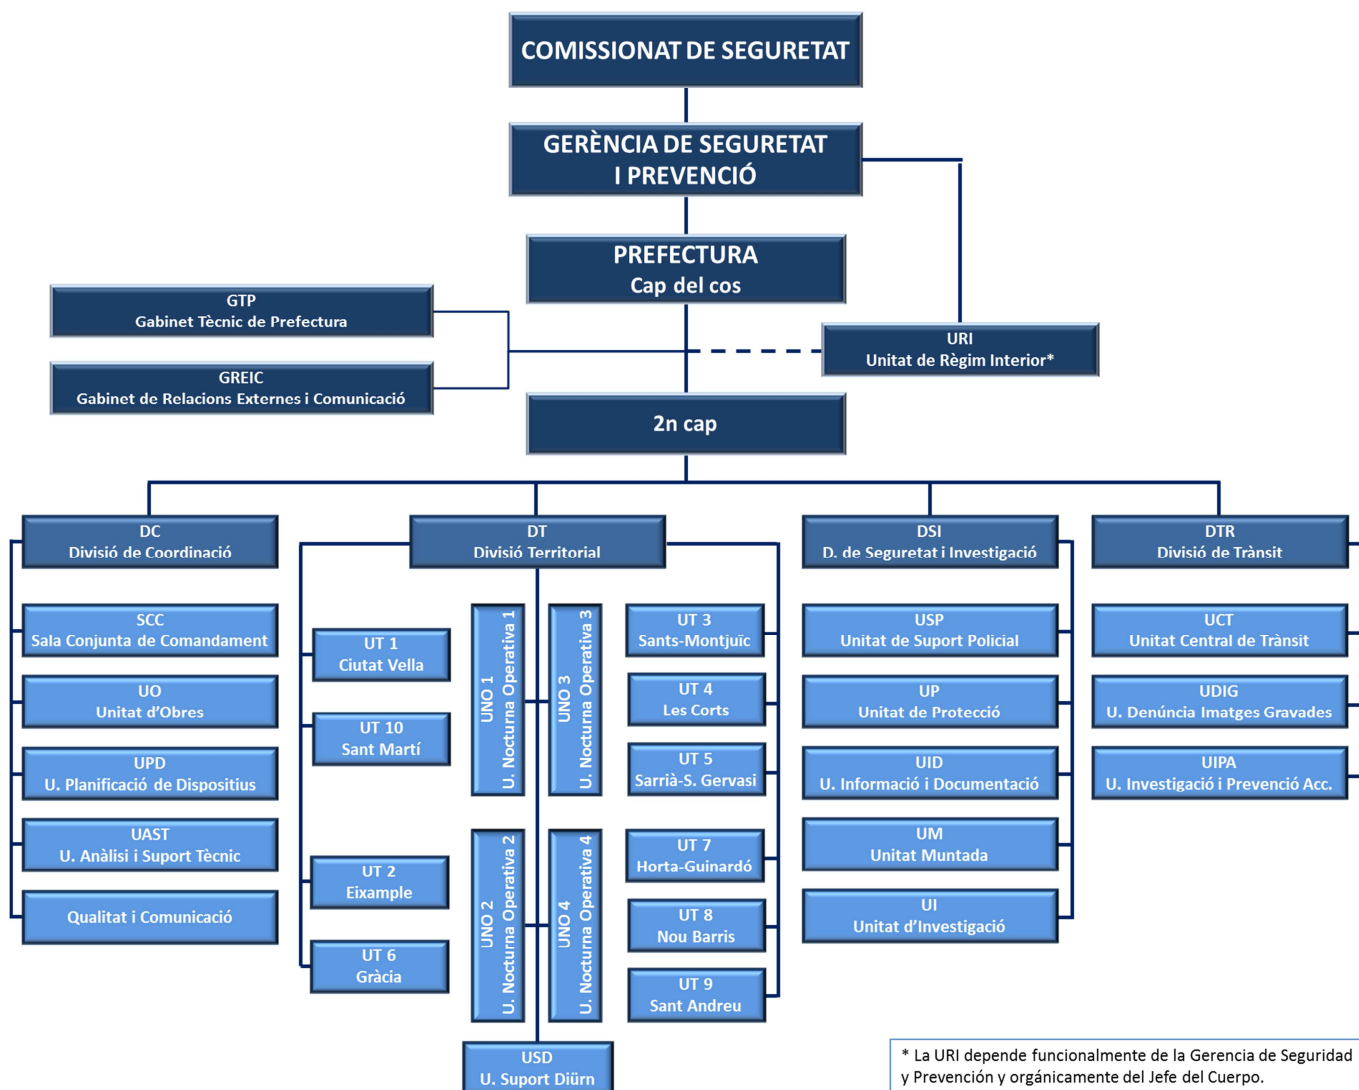 COMISSIONAT DE SEGURETAT
GERÈNCIA DE SEGURETAT
I PREVENCIÓ
PREFECTURA
Cap del cos
GTP
Gabinet Tècnic de Prefectura
GREIC
Gabinet de Relacions Externes i Comunicació
URI
Unitat de Règim Interior*
2n cap
DC
Divisió de Coordinació
SCC
Sala Conjunta de Comandament
UO
Unitat d’Obres
UPD
U. Planificació de Dispositius
UAST
U. Anàlisi i Suport Tècnic
Qualitat i Comunicació
DT
Divisió Territorial
UT 1
Ciutat Vella
UT 10
Sant Martí
UT 2
Eixample
UT 6
Gràcia
UNO 1
U. Nocturna Operativa 1
UNO 3
U. Nocturna Operativa 3
UNO 2
U. Nocturna Operativa 2
UNO 4
U. Nocturna Operativa 4
USD
U. Suport Diürn
UT 3
Sants-Montjuïc
UT 4
Les Corts
UT 5
Sarrià-S. Gervasi
UT 7
Horta-Guinardó
UT 8
Nou Barris
UT 9
Sant Andreu
DSI
D. de Seguretat i Investigació
USP
Unitat de Suport Policial
UP
Unitat de Protecció
UID
U. Informació i Documentació
UM
Unitat Muntada
UI
Unitat d’Investigació
DTR
Divisió de Trànsit
UCT
Unitat Central de Trànsit
UDIG
U. Denúncia Imatges Gravades
UIPA
U. Investigació i Prevenció Acc.
* La URI depende funcionalmente de la Gerencia de Seguridad
y Prevención y orgánicamente del Jefe del Cuerpo.